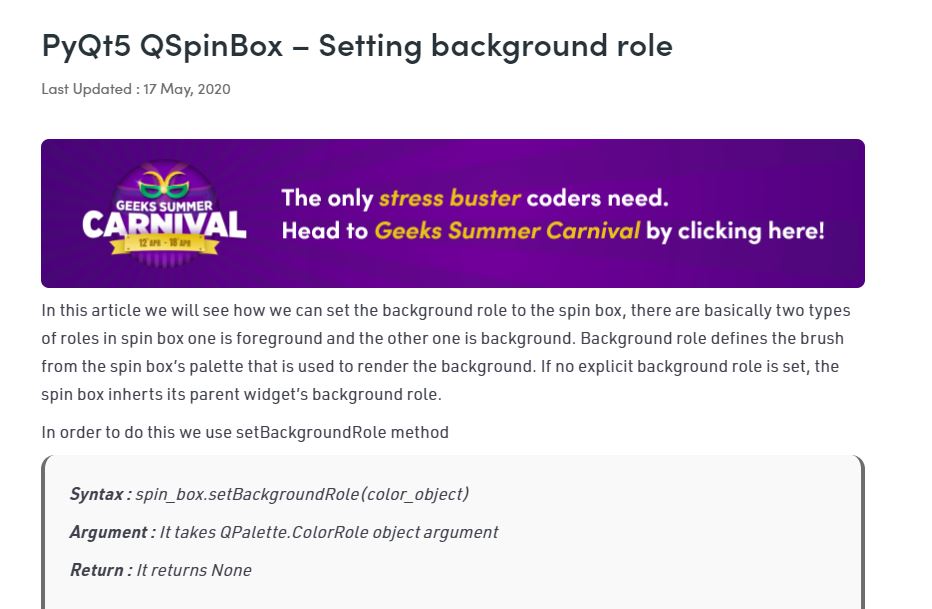 PyQt5 QSpinBox – Setting background role
Last Updated : 17 May, 2020
GEEKS SUMMER
CARNIVAL
12 APR - 18 APR
The only stress buster coders need.
Head to Geeks Summer Carnival by clicking here!
In this article we will see how we can set the background role to the spin box, there are basically two types
of roles in spin box one is foreground and the other one is background. Background role defines the brush
from the spin box’s palette that is used to render the background. If no explicit background role is set, the
spin box inherts its parent widget’s background role.
In order to do this we use setBackgroundRole method
Syntax : spin_box.setBackgroundRole(color_object)
Argument : It takes QPalette.ColorRole object argument
Return : It returns None